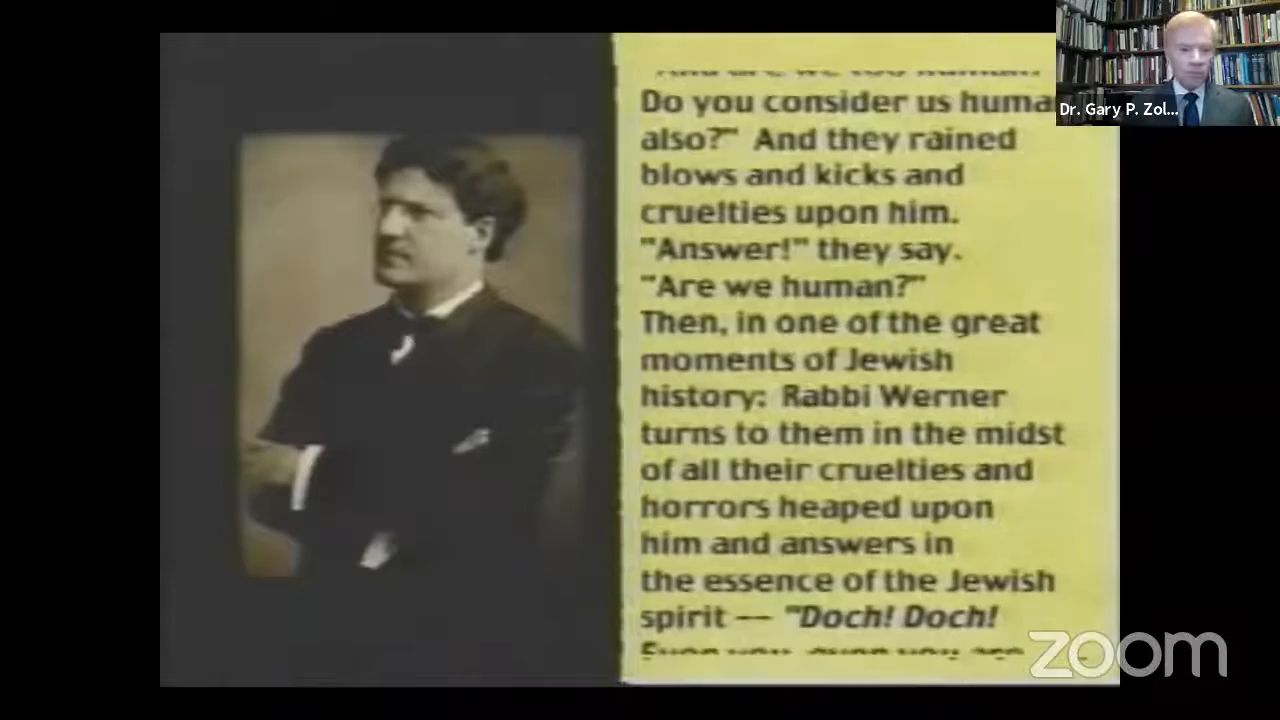 Do you consider us huma
also?" And they rained
blows and kicks and
cruelties upon him.
"Answer!" they say.
"Are we human?"
Then, in one of the great
moments of Jewish
history: Rabbi Werner
turns to them in the midst
of all their cruelties and
horrors heaped upon
him and answers in
the essence of the Jewish
spirit -- "Doch! Doch!
Dr. Gary P. Zol...
zoom